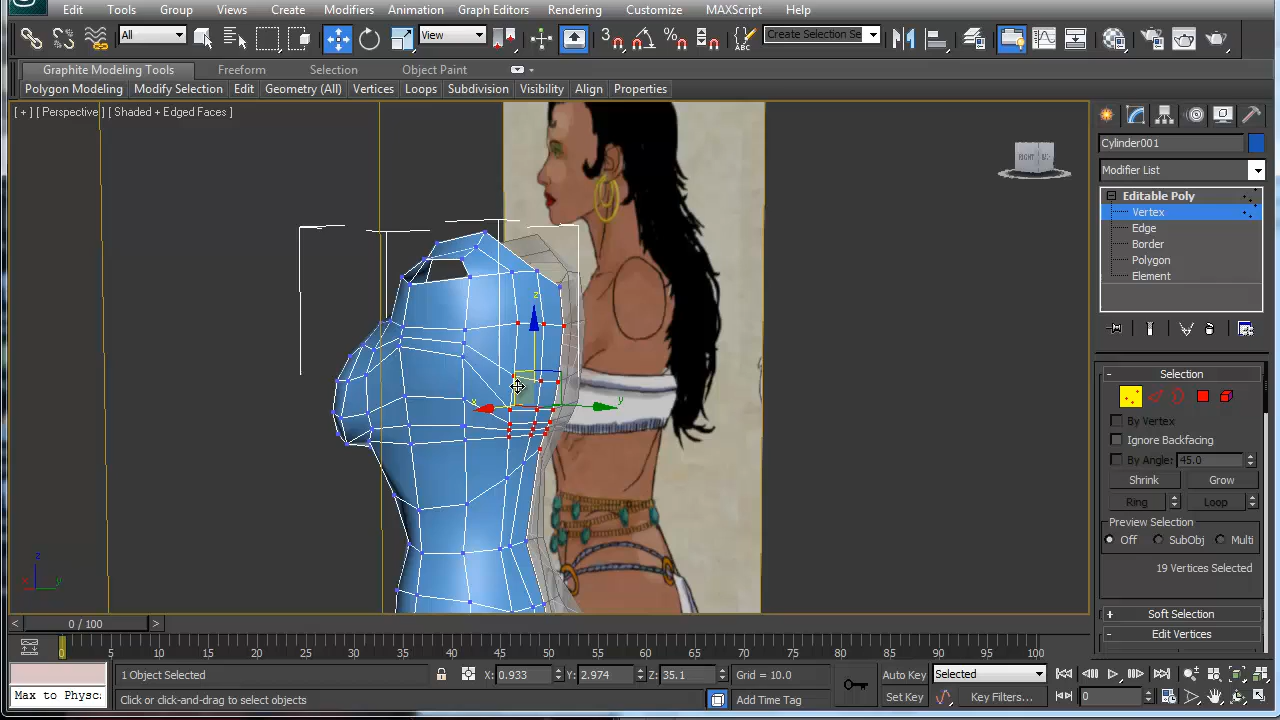 Edit Tools Group Views Create Modifiers Animation Graph Editors Rendering Customize MAXScript Help
All View 3 Create Selection Se
Graphite Modeling Tools Freeform Selection Object Paint
Polygon Modeling Modify Selection Edit Geometry (All) Vertices Loops Subdivision Visibility Align Properties
[ + ] [ Perspective ] [ Shaded + Edged Faces ]
RIGHT
Cylinder001
Modifier List
Editable Poly
Vertex
Edge
Border
Polygon
Element
z
x
y
Selection
By Vertex
Ignore Backfacing
By Angle: 45.0
Shrink Grow
Ring Loop
Preview Selection
Off SubObj Multi
19 Vertices Selected
Soft Selection
Edit Vertices
z
x
y
< 0 / 100 >
0 5 10 15 20 25 30 35 40 45 50 55 60 65 70 75 80 85 90 95 100
1 Object Selected X: 0.933 Y: 2.974 Z: 35.1 Grid = 10.0 Auto Key Selected
Max to Physc Click or click-and-drag to select objects Add Time Tag Set Key Key Filters... 0